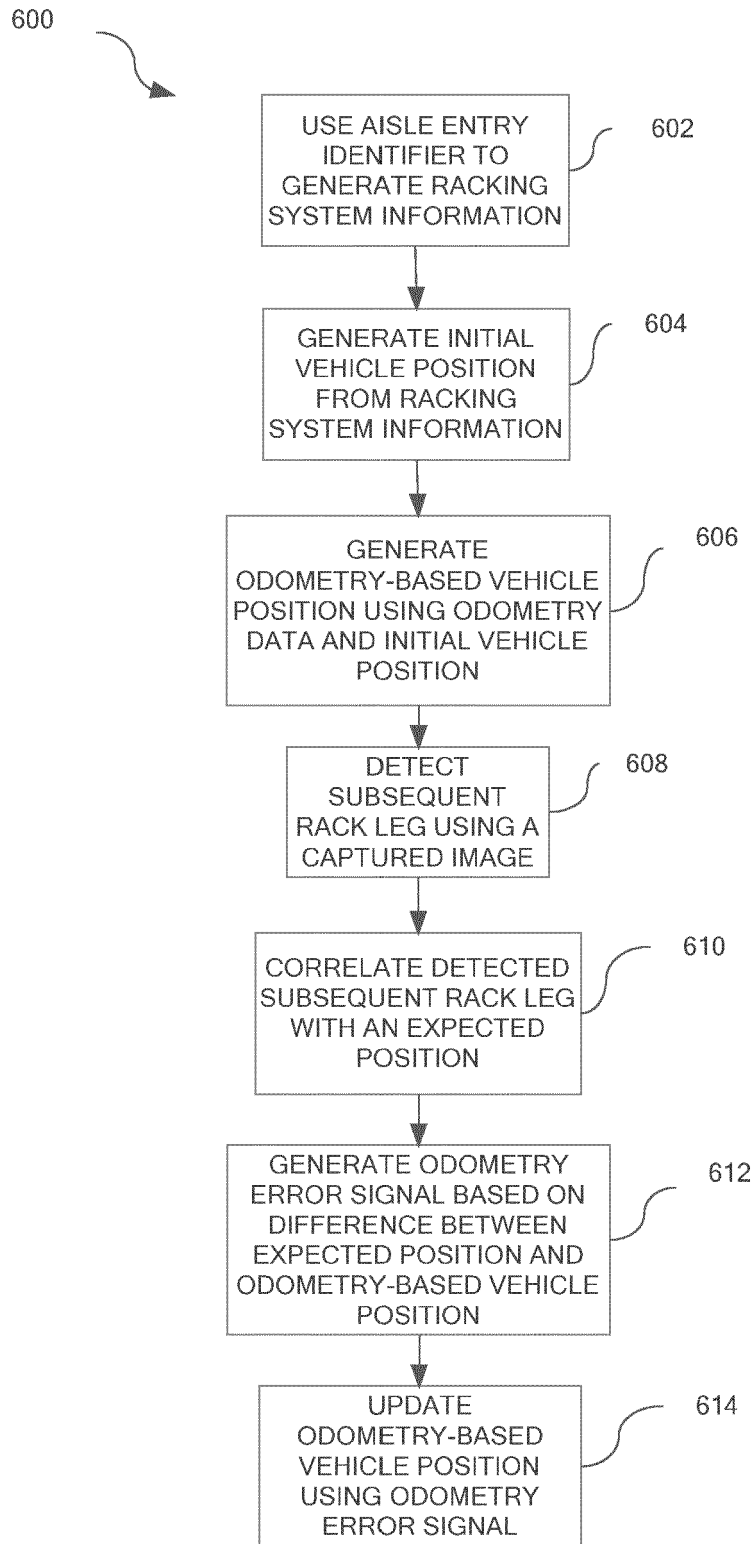 600
USE AISLE ENTRY
IDENTIFIER TO
GENERATE RACKING
SYSTEM INFORMATION
602
GENERATE INITIAL
VEHICLE POSITION
FROM RACKING
SYSTEM INFORMATION
604
GENERATE
ODOMETRY-BASED VEHICLE
POSITION USING ODOMETRY
DATA AND INITIAL VEHICLE
POSITION
606
DETECT
SUBSEQUENT
RACK LEG USING A
CAPTURED IMAGE
608
CORRELATE DETECTED
SUBSEQUENT RACK LEG
WITH AN EXPECTED
POSITION
610
GENERATE ODOMETRY
ERROR SIGNAL BASED ON
DIFFERENCE BETWEEN
EXPECTED POSITION AND
ODOMETRY-BASED VEHICLE
POSITION
612
UPDATE
ODOMETRY-BASED
VEHICLE POSITION
USING ODOMETRY
ERROR SIGNAL
614